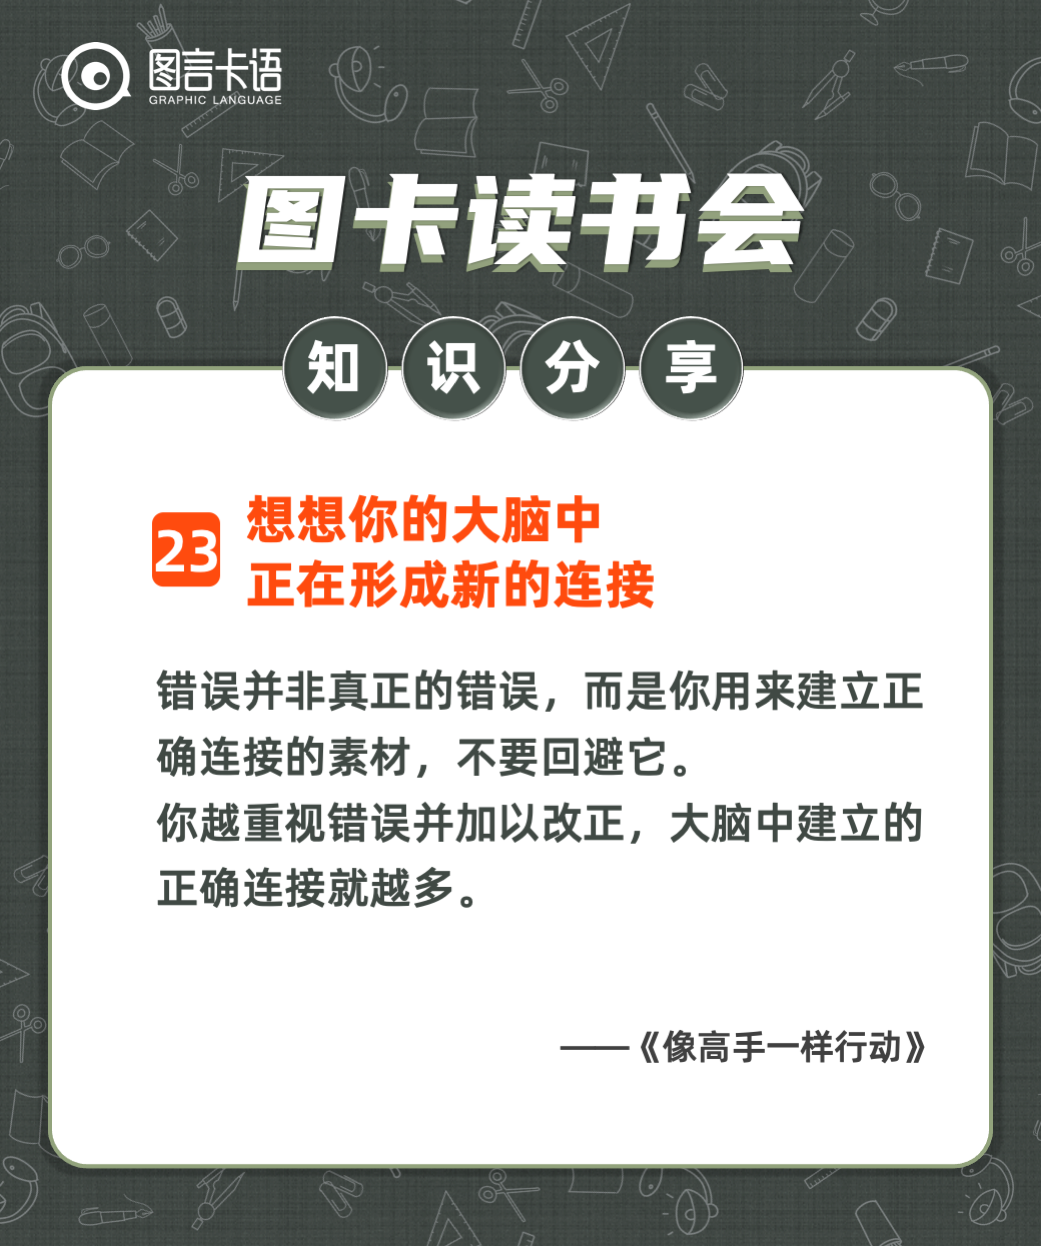 图言卡语
GRAPHIC LANGUAGE
图卡读书会
知识分享
23
想想你的大脑中
正在形成新的连接
错误并非真正的错误，而是你用来建立正
确连接的素材，不要回避它。
你越重视错误并加以改正，大脑中建立的
正确连接就越多。
——《像高手一样行动》